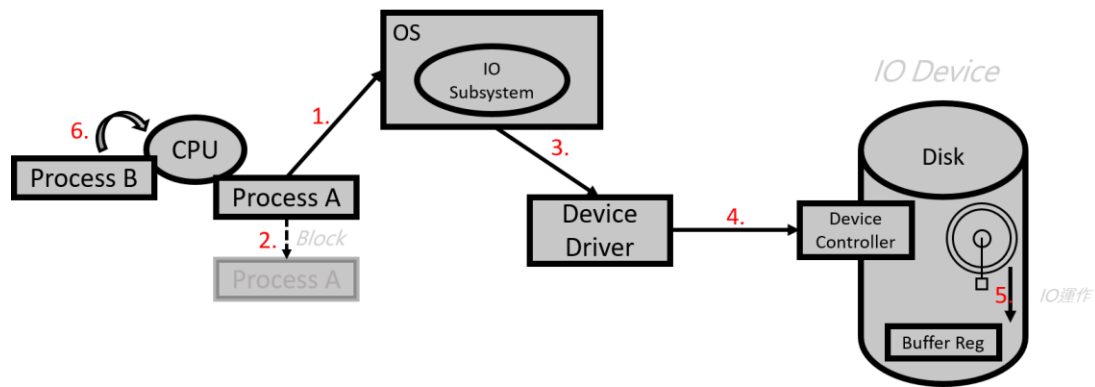 OS
IO
Subsystem
IO Device
1.
6.
CPU
3.
Disk
Process B
Process A
Device
Driver
4.
Device
Controller
2.
Block
Process A
5.
IO運作
Buffer Reg